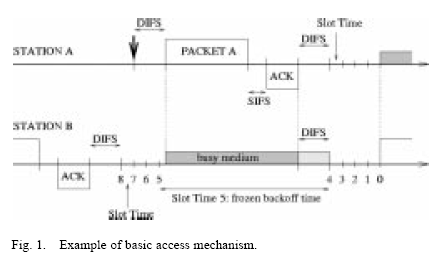 DIFS
Slot Time
STATION A
PACKET A
DIFS
ACK
SIFS
STATION B
DIFS
DIFS
busy medium
ACK
8 7 6 5
4 3 2 1 0
Slot Time
Slot Time 5: frozen backoff time
Fig. 1. Example of basic access mechanism.